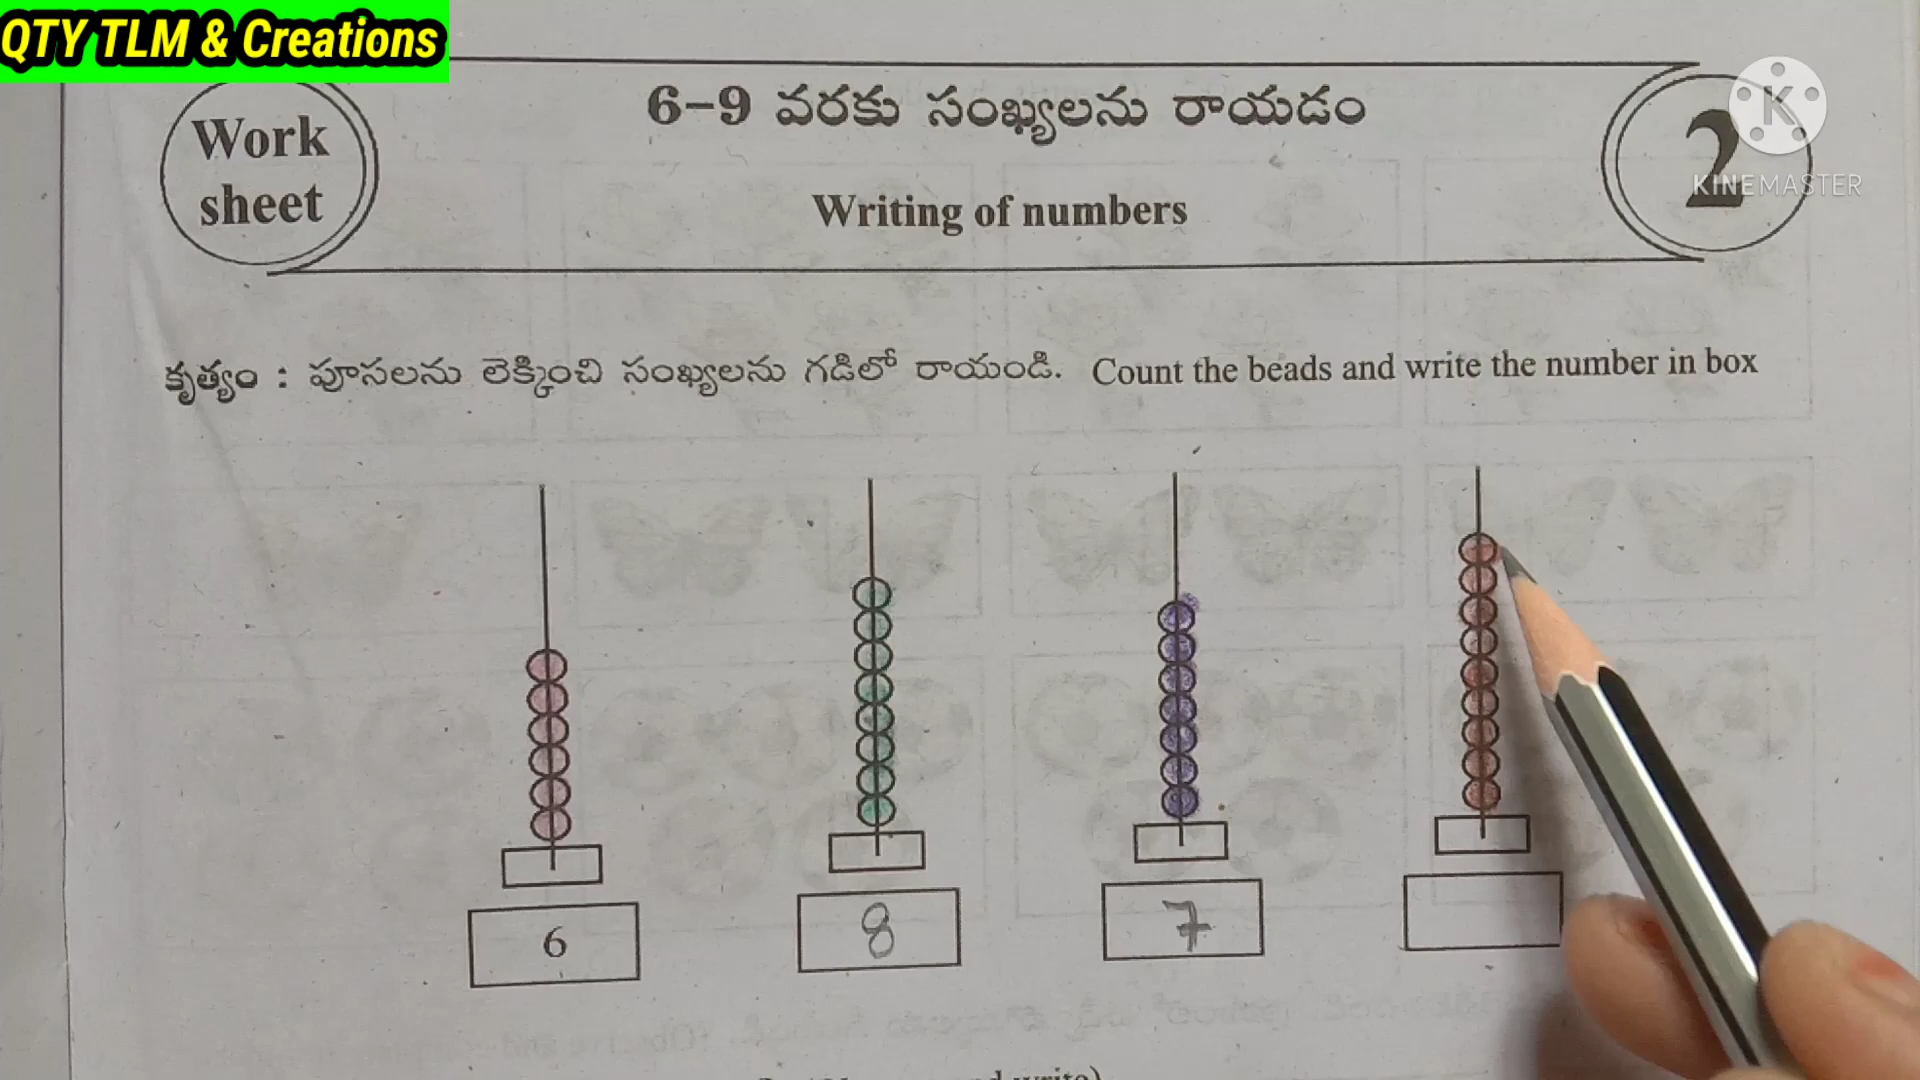 QTY TLM & Creations
Work
sheet
6-9 వరకు సంఖ్యలను రాయడం
Writing of numbers
2
KINEMASTER
కృత్యం : పూసలను లెక్కించి సంఖ్యలను గడిలో రాయండి. Count the beads and write the number in box
6 8 7